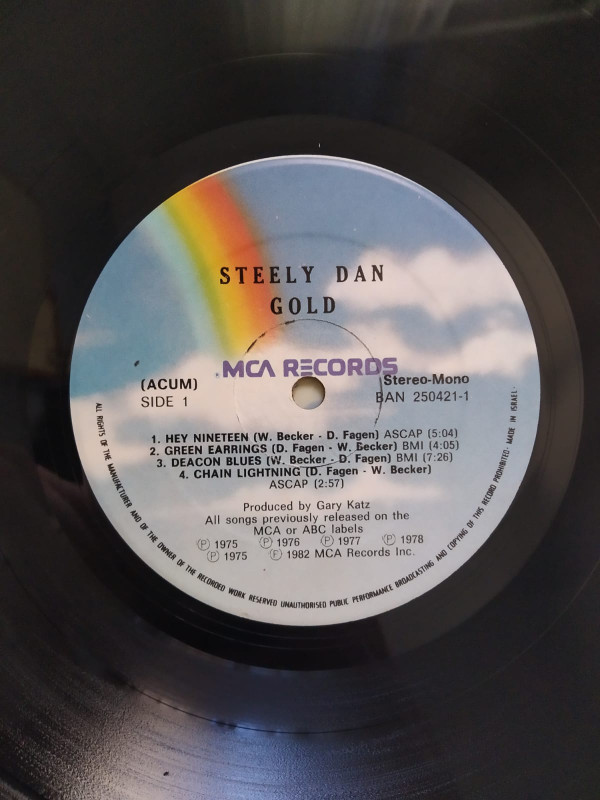 STEELY DAN
GOLD
MCA RECORDS
(ACUM)
SIDE 1
Stereo-Mono
BAN 250421-1
1. HEY NINETEEN (W. Becker - D. Fagen) ASCAP (5:04)
2. GREEN EARRINGS (D. Fagen - W. Becker) BMI (4:05)
3. DEACON BLUES (W. Becker - D. Fagen) BMI (7:26)
4. CHAIN LIGHTNING (D. Fagen - W. Becker)
ASCAP (2:57)
Produced by Gary Katz
All songs previously released on the
MCA or ABC labels
Ⓟ 1975 Ⓟ 1976 Ⓟ 1977 Ⓟ 1978
Ⓟ 1975 Ⓟ 1982 MCA Records Inc.
ALL RIGHTS OF THE MANUFACTURER AND OF THE OWNER OF THE RECORDED WORK RESERVED UNAUTHORISED PUBLIC PERFORMANCE BROADCASTING AND COPYING OF THIS RECORD PROHIBITED · MADE IN ISRAEL ·